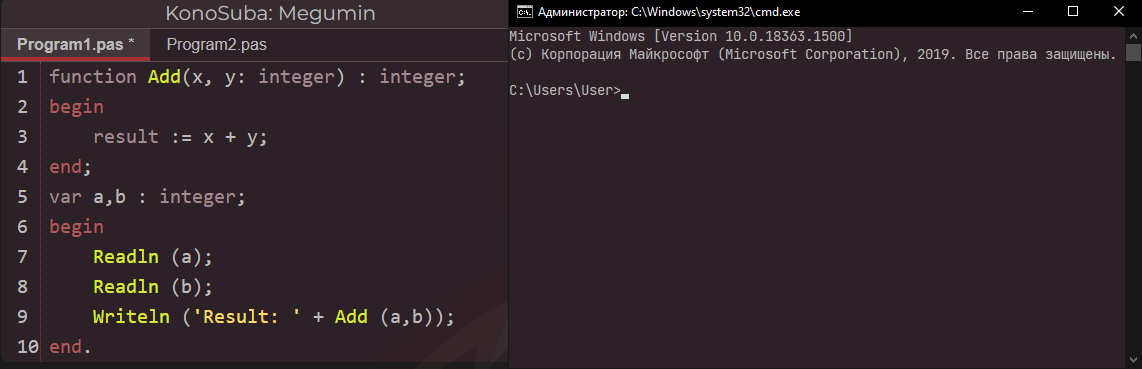 KonoSuba: Megumin
Program1.pas * Program2.pas
1 function Add(x, y: integer) : integer;
2 begin
3 result := x + y;
4 end;
5 var a,b : integer;
6 begin
7 Readln (a);
8 Readln (b);
9 Writeln ('Result: ' + Add (a,b));
10 end.
Администратор: C:\Windows\system32\cmd.exe
Microsoft Windows [Version 10.0.18363.1500]
(c) Корпорация Майкрософт (Microsoft Corporation), 2019. Все права защищены.
C:\Users\User>